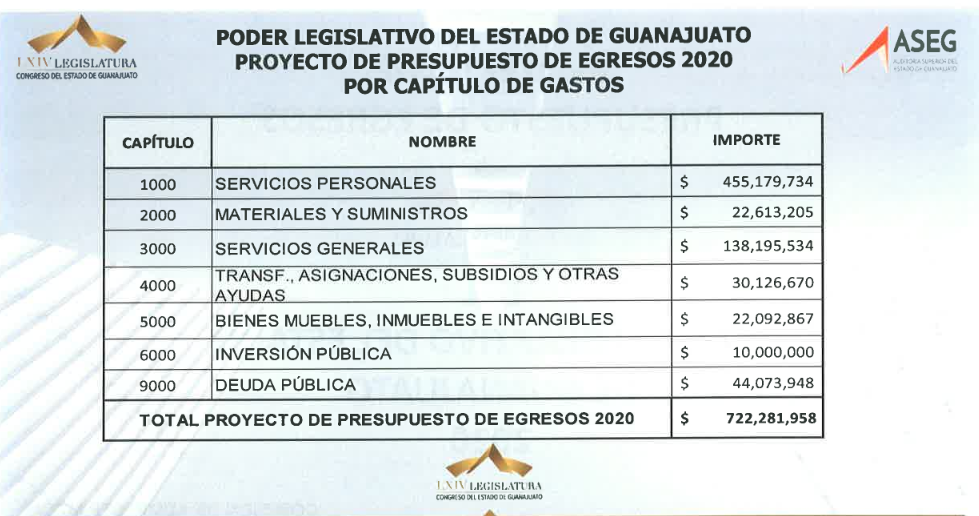 LXIV LEGISLATURA
CONGRESO DEL ESTADO DE GUANAJUATO
PODER LEGISLATIVO DEL ESTADO DE GUANAJUATO
PROYECTO DE PRESUPUESTO DE EGRESOS 2020
POR CAPÍTULO DE GASTOS
ASEG
AUDITORÍA SUPERIOR DEL
ESTADO DE GUANAJUATO
CAPÍTULO NOMBRE IMPORTE
1000 SERVICIOS PERSONALES $ 455,179,734
2000 MATERIALES Y SUMINISTROS $ 22,613,205
3000 SERVICIOS GENERALES $ 138,195,534
4000 TRANSF., ASIGNACIONES, SUBSIDIOS Y OTRAS
AYUDAS $ 30,126,670
5000 BIENES MUEBLES, INMUEBLES E INTANGIBLES $ 22,092,867
6000 INVERSIÓN PÚBLICA $ 10,000,000
9000 DEUDA PÚBLICA $ 44,073,948
TOTAL PROYECTO DE PRESUPUESTO DE EGRESOS 2020 $ 722,281,958
LXIV LEGISLATURA
CONGRESO DEL ESTADO DE GUANAJUATO